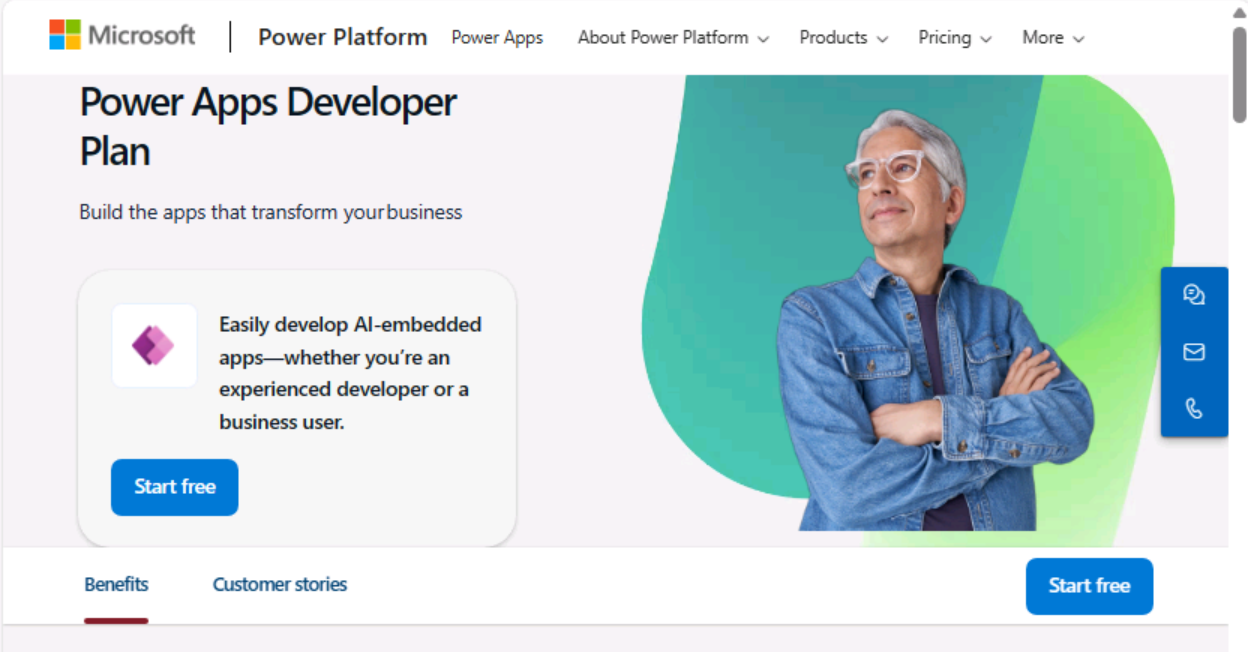 Microsoft Power Platform Power Apps About Power Platform Products Pricing More
Power Apps Developer
Plan
Build the apps that transform your business
Easily develop AI-embedded
apps—whether you’re an
experienced developer or a
business user.
Start free
Benefits Customer stories Start free